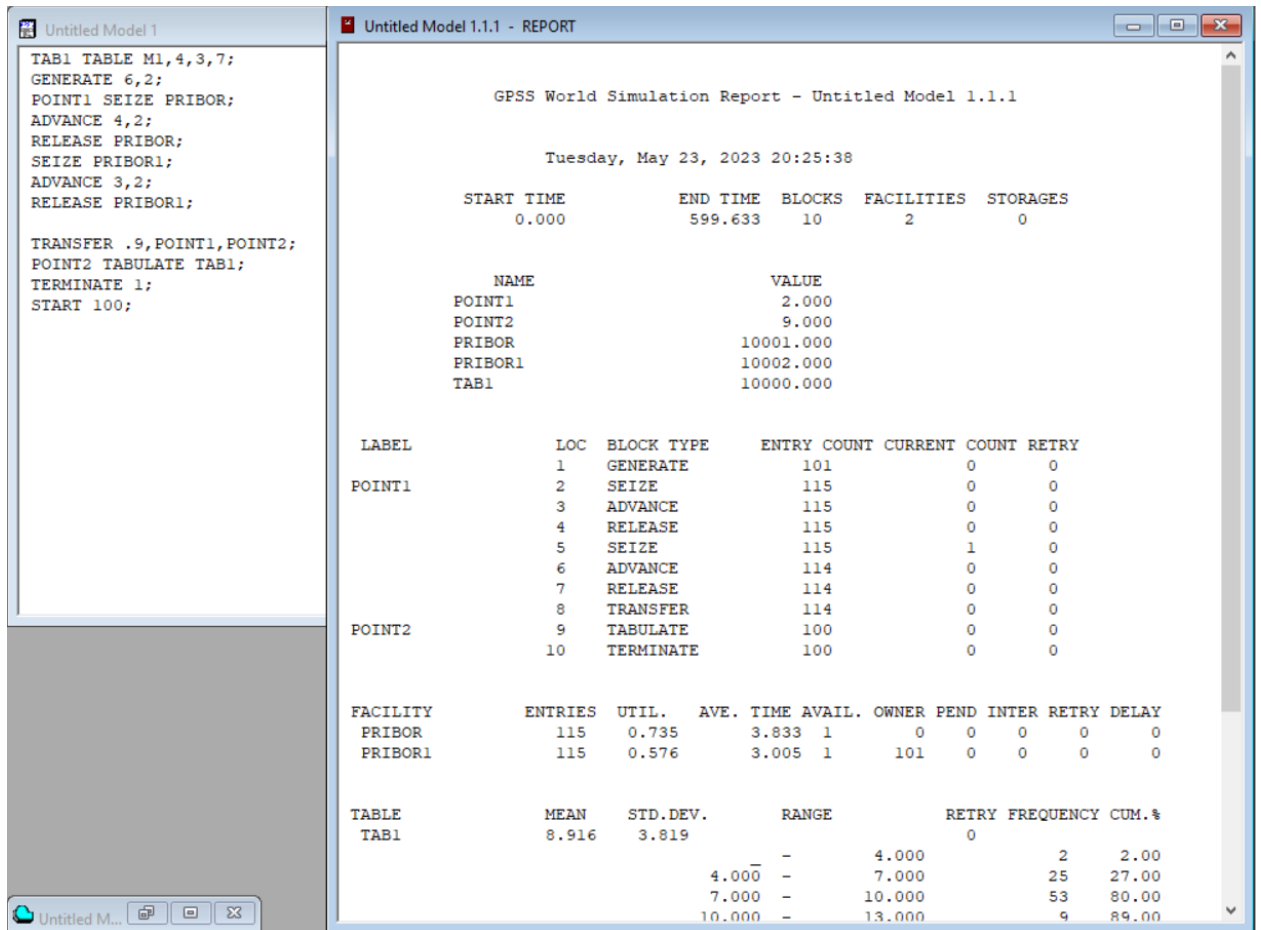 Untitled Model 1
TAB1 TABLE M1,4,3,7;
GENERATE 6,2;
POINT1 SEIZE PRIBOR;
ADVANCE 4,2;
RELEASE PRIBOR;
SEIZE PRIBOR1;
ADVANCE 3,2;
RELEASE PRIBOR1;
TRANSFER .9,POINT1,POINT2;
POINT2 TABULATE TAB1;
TERMINATE 1;
START 100;
Untitled M...
Untitled Model 1.1.1 - REPORT
GPSS World Simulation Report - Untitled Model 1.1.1
Tuesday, May 23, 2023 20:25:38
START TIME END TIME BLOCKS FACILITIES STORAGES
0.000 599.633 10 2 0
NAME VALUE
POINT1 2.000
POINT2 9.000
PRIBOR 10001.000
PRIBOR1 10002.000
TAB1 10000.000
LABEL LOC BLOCK TYPE ENTRY COUNT CURRENT COUNT RETRY
1 GENERATE 101 0 0
POINT1 2 SEIZE 115 0 0
3 ADVANCE 115 0 0
4 RELEASE 115 0 0
5 SEIZE 115 1 0
6 ADVANCE 114 0 0
7 RELEASE 114 0 0
8 TRANSFER 114 0 0
POINT2 9 TABULATE 100 0 0
10 TERMINATE 100 0 0
FACILITY ENTRIES UTIL. AVE. TIME AVAIL. OWNER PEND INTER RETRY DELAY
PRIBOR 115 0.735 3.833 1 0 0 0 0 0
PRIBOR1 115 0.576 3.005 1 101 0 0 0 0
TABLE MEAN STD.DEV. RANGE RETRY FREQUENCY CUM.%
TAB1 8.916 3.819 0
_ - 4.000 2 2.00
4.000 - 7.000 25 27.00
7.000 - 10.000 53 80.00
10.000 - 13.000 9 89.00